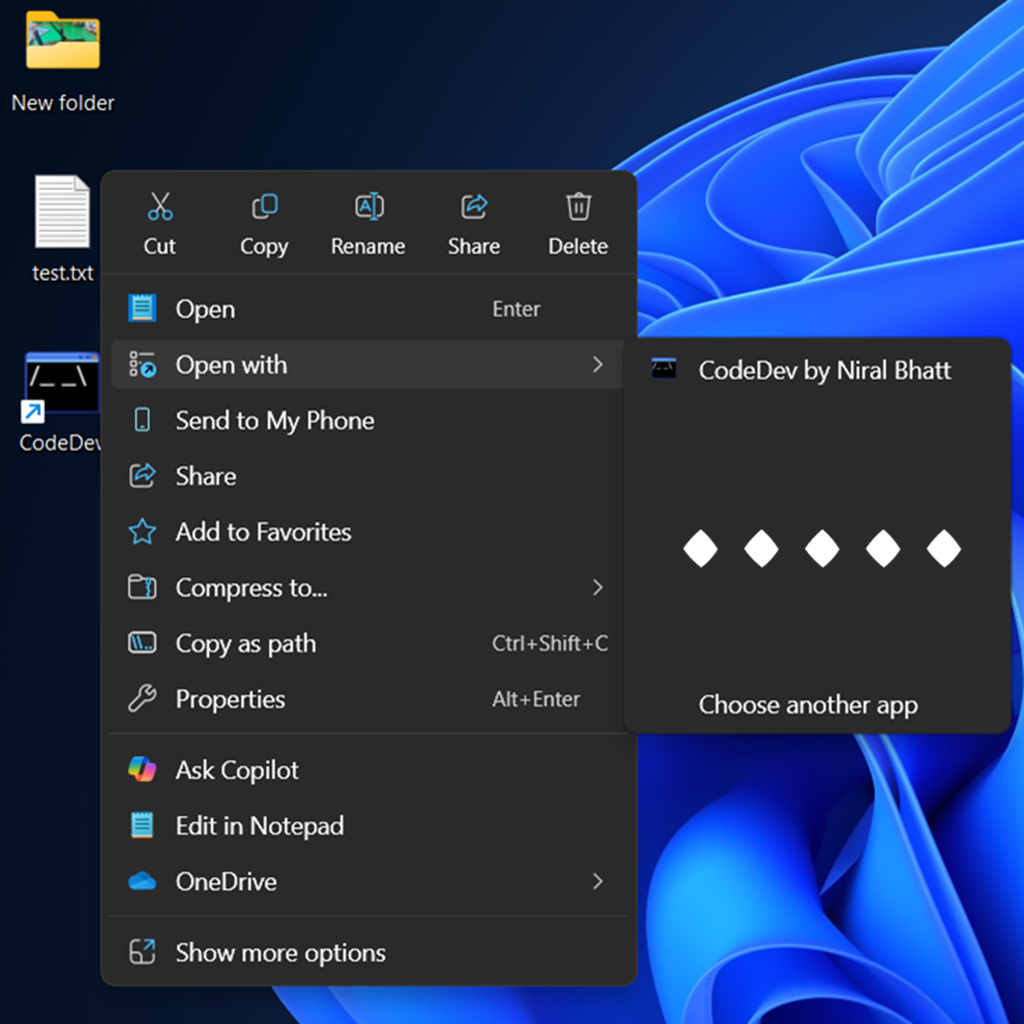 New folder
test.txt
CodeDev
Cut
Copy
Rename
Share
Delete
Open
Enter
Open with
Send to My Phone
Share
Add to Favorites
Compress to...
Copy as path
Ctrl+Shift+C
Properties
Alt+Enter
Ask Copilot
Edit in Notepad
OneDrive
Show more options
CodeDev by Niral Bhatt
Choose another app